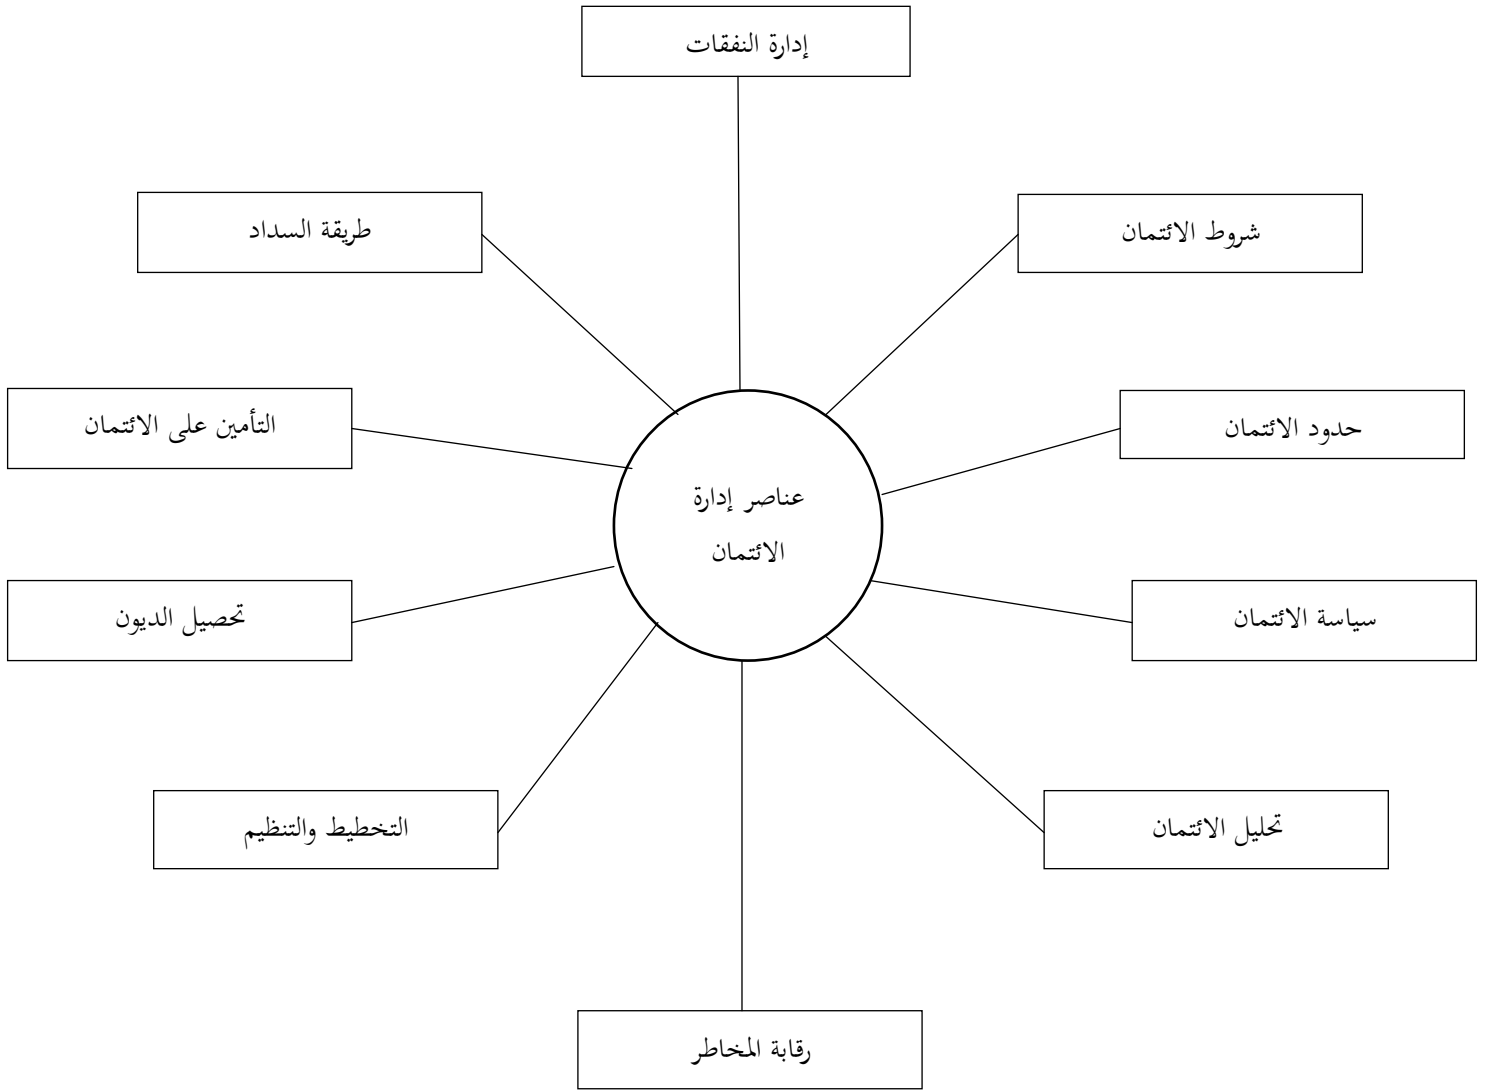 إدارة النفقات
شروط الائتمان
طريقة السداد
حدود الائتمان
التأمين على الائتمان
عناصر إدارة
الائتمان
سياسة الائتمان
تحصيل الديون
تحليل الائتمان
التخطيط والتنظيم
رقابة المخاطر